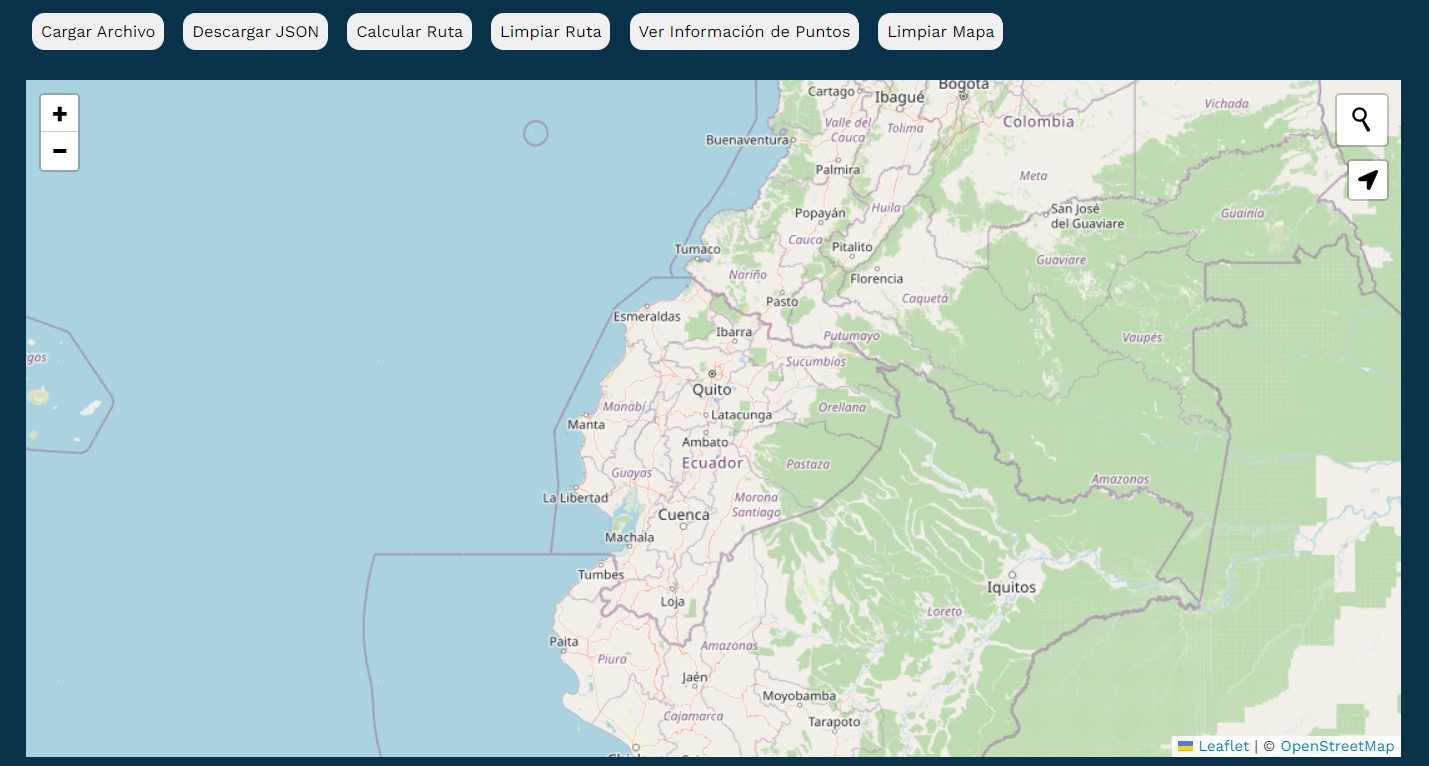 Cargar Archivo
Descargar JSON
Calcular Ruta
Limpiar Ruta
Ver Información de Puntos
Limpiar Mapa
+
−
Cartago
Ibagué
Bogotá
Vichada
Colombia
Valle del
Cauca
Tolima
Buenaventura
Palmira
Meta
Popayán
Huila
San José
del Guaviare
Guainía
Cauca
Pitalito
Tumaco
Guaviare
Nariño
Florencia
Pasto
Caquetá
Esmeraldas
Ibarra
Putumayo
Vaupés
gos
Sucumbíos
Quito
Manabí
Latacunga
Orellana
Manta
Ambato
Ecuador
Pastaza
Guayas
Amazonas
La Libertad
Morona
Santiago
Cuenca
Machala
Tumbes
Iquitos
Loja
Loreto
Paita
Amazonas
Piura
Jaén
Moyobamba
Cajamarca
Tarapoto
Leaflet | © OpenStreetMap